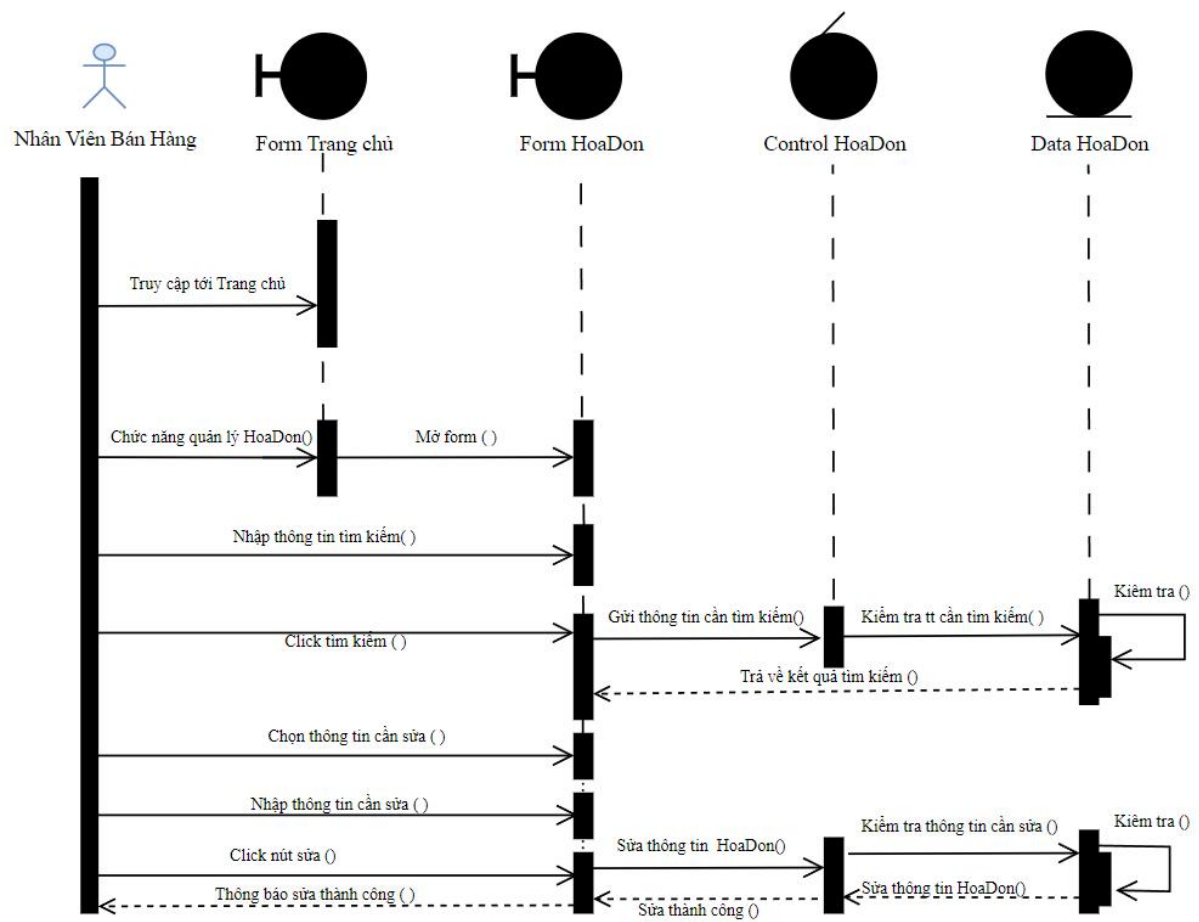 Nhân Viên Bán Hàng
Form Trang chủ
Form HoaDon
Control HoaDon
Data HoaDon
Truy cập tới Trang chủ
Chức năng quản lý HoaDon()
Mở form ( )
Nhập thông tin tìm kiếm( )
Click tìm kiếm ( )
Gửi thông tin cần tìm kiếm()
Kiểm tra tt cần tìm kiếm( )
Kiêm tra ()
Trả về kết quả tìm kiếm ()
Chọn thông tin cần sửa ( )
Nhập thông tin cần sửa ( )
Click nút sửa ()
Sửa thông tin HoaDon()
Kiểm tra thông tin cần sửa ()
Kiêm tra ()
Sửa thông tin HoaDon()
Sửa thành công ()
Thông báo sửa thành công ( )